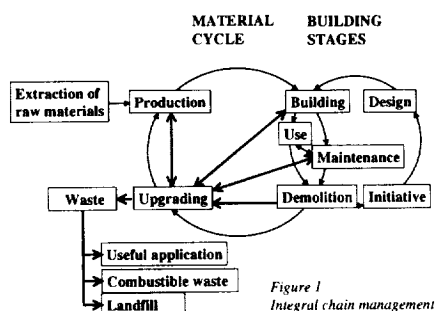 MATERIAL BUILDING
CYCLE STAGES
Extraction of
raw materials
Production
Building
Design
Use
Maintenance
Waste
Upgrading
Demolition
Initiative
Useful application
Combustible waste
Landfill
Figure 1
Integral chain management